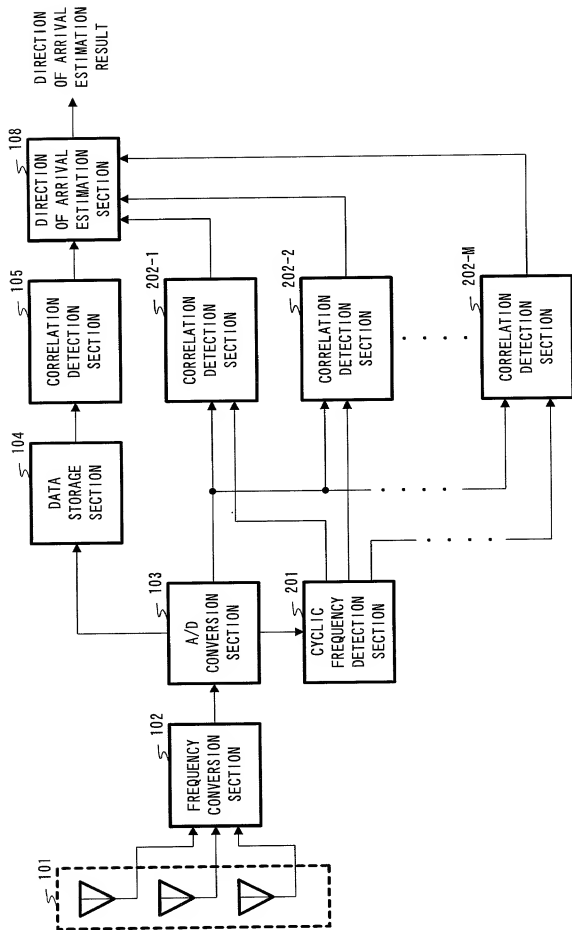 101
102
FREQUENCY
CONVERSION
SECTION
103
A/D
CONVERSION
SECTION
201
CYCLIC
FREQUENCY
DETECTION
SECTION
104
DATA
STORAGE
SECTION
105
CORRELATION
DETECTION
SECTION
202-1
CORRELATION
DETECTION
SECTION
202-2
CORRELATION
DETECTION
SECTION
202-M
CORRELATION
DETECTION
SECTION
108
DIRECTION
OF ARRIVAL
ESTIMATION
SECTION
DIRECTION
OF ARRIVAL
ESTIMATION
RESULT